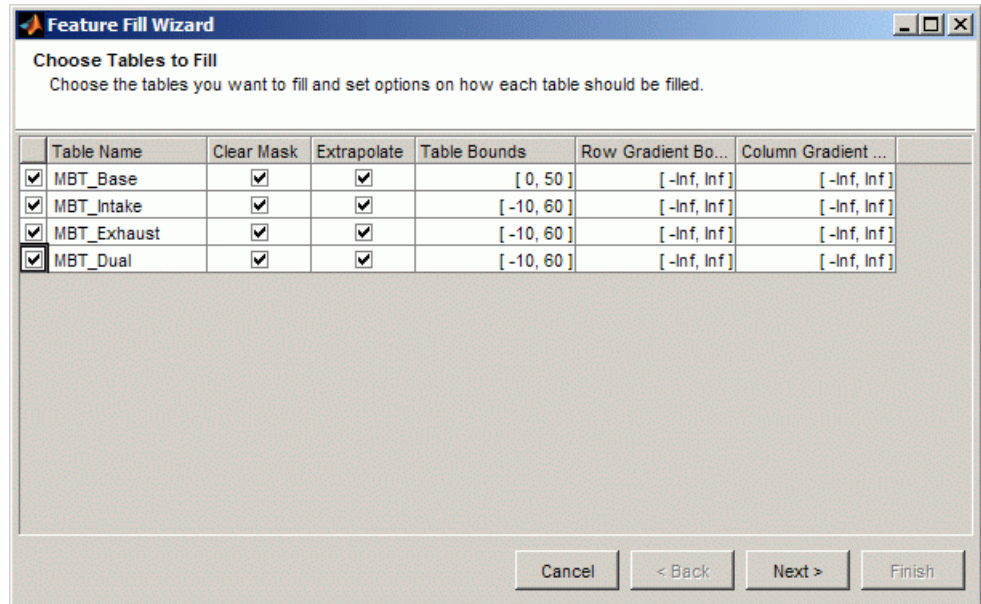 Feature Fill Wizard
Choose Tables to Fill
Choose the tables you want to fill and set options on how each table should be filled.
Table Name Clear Mask Extrapolate Table Bounds Row Gradient Bo... Column Gradient ...
MBT_Base [ 0, 50 ] [ -Inf, Inf ] [ -Inf, Inf ]
MBT_Intake [ -10, 60 ] [ -Inf, Inf ] [ -Inf, Inf ]
MBT_Exhaust [ -10, 60 ] [ -Inf, Inf ] [ -Inf, Inf ]
MBT_Dual [ -10, 60 ] [ -Inf, Inf ] [ -Inf, Inf ]
Cancel < Back Next > Finish